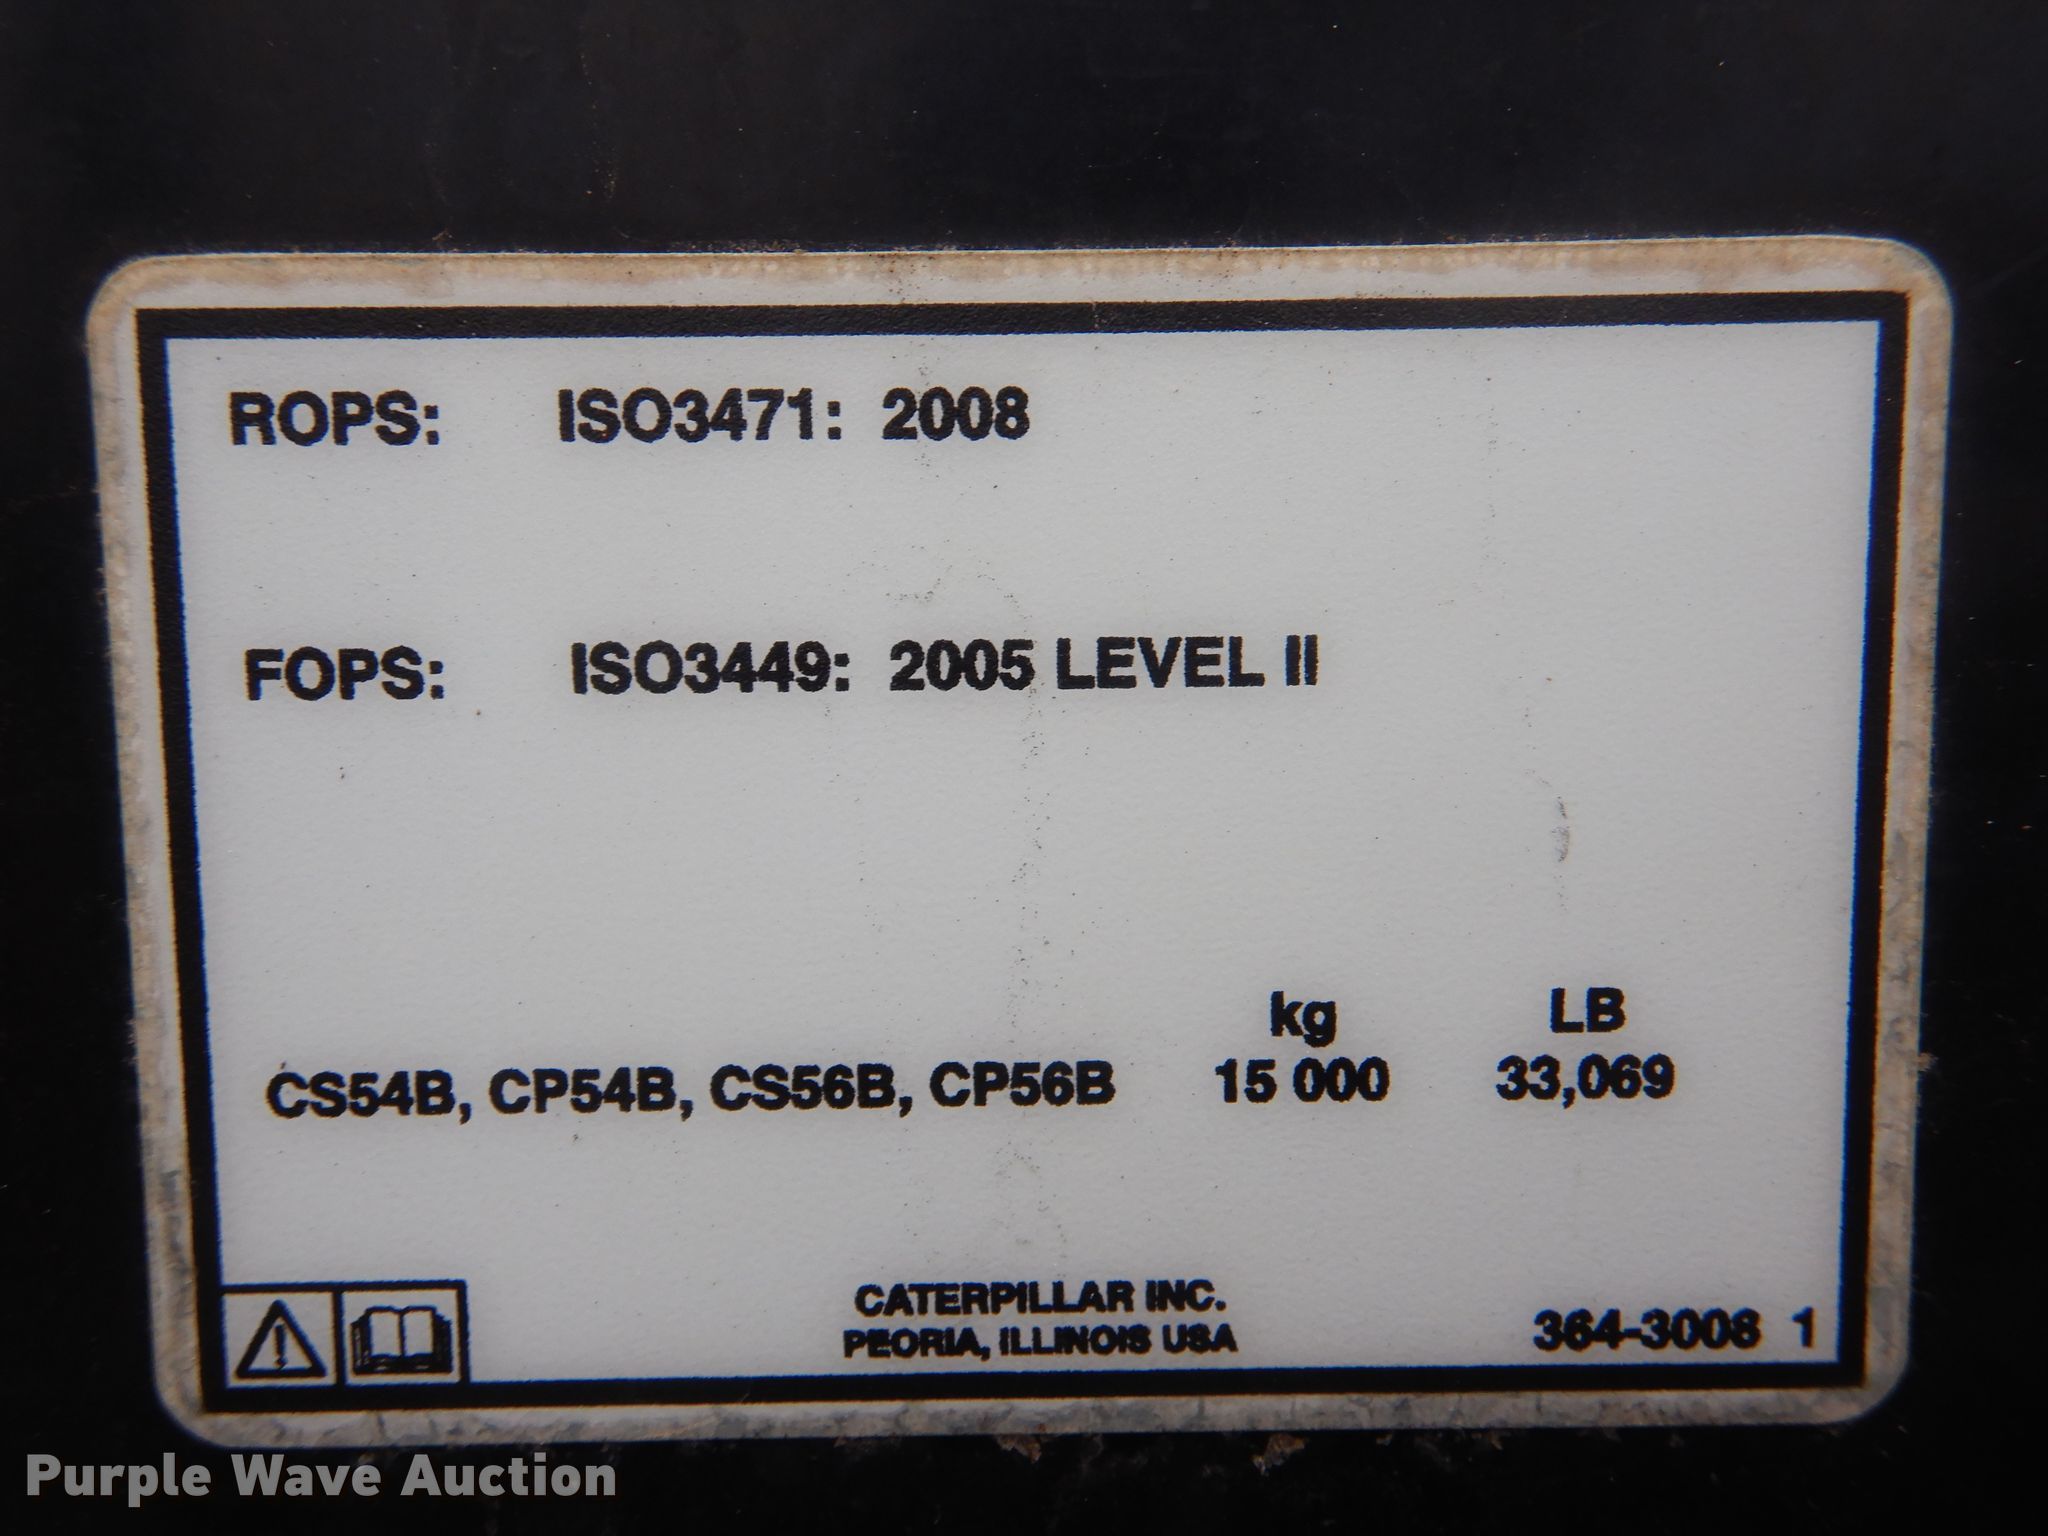 ROPS: ISO3471: 2008
FOPS: ISO3449: 2005 LEVEL II
kg LB
CS54B, CP54B, CS56B, CP56B 15 000 33,069
CATERPILLAR INC.
PEORIA, ILLINOIS USA
364-3008 1
Purple Wave Auction